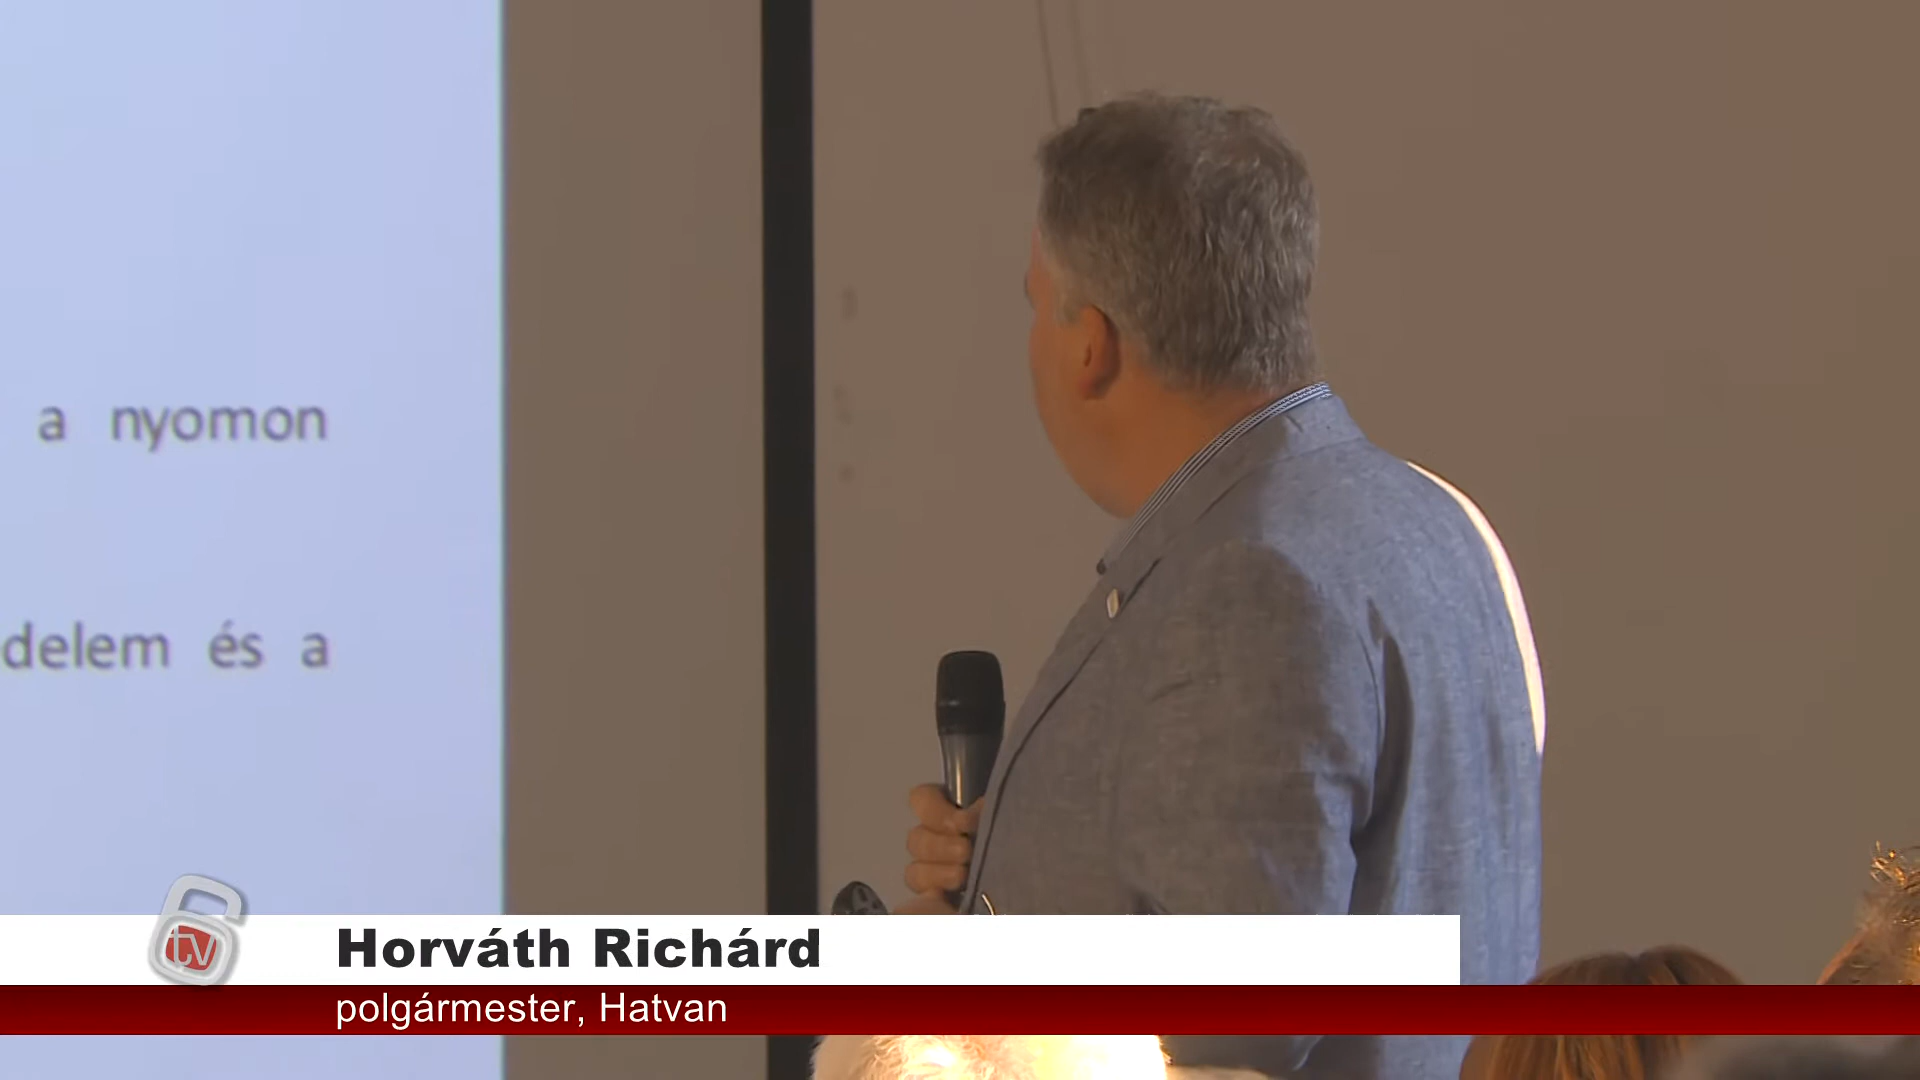 a nyomon
delem és a
tv
Horváth Richárd
polgármester, Hatvan